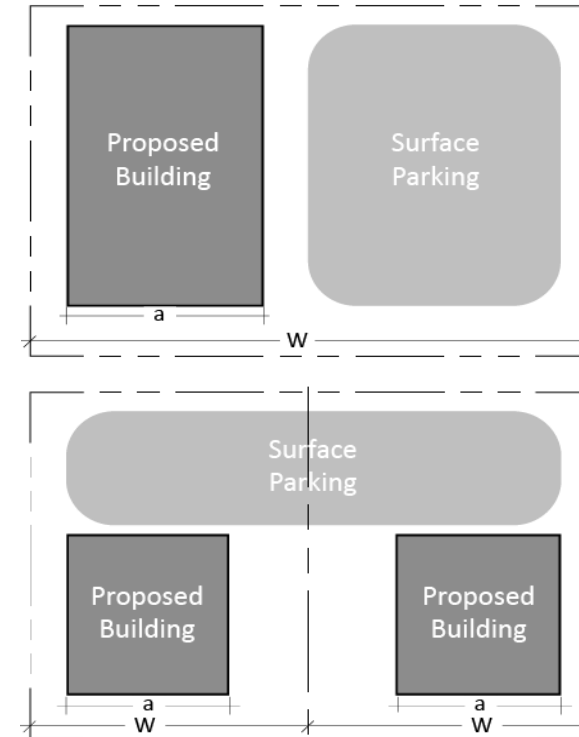 Proposed
Building
Surface
Parking
a
W
Surface
Parking
Proposed
Building
Proposed
Building
a
a
W
W